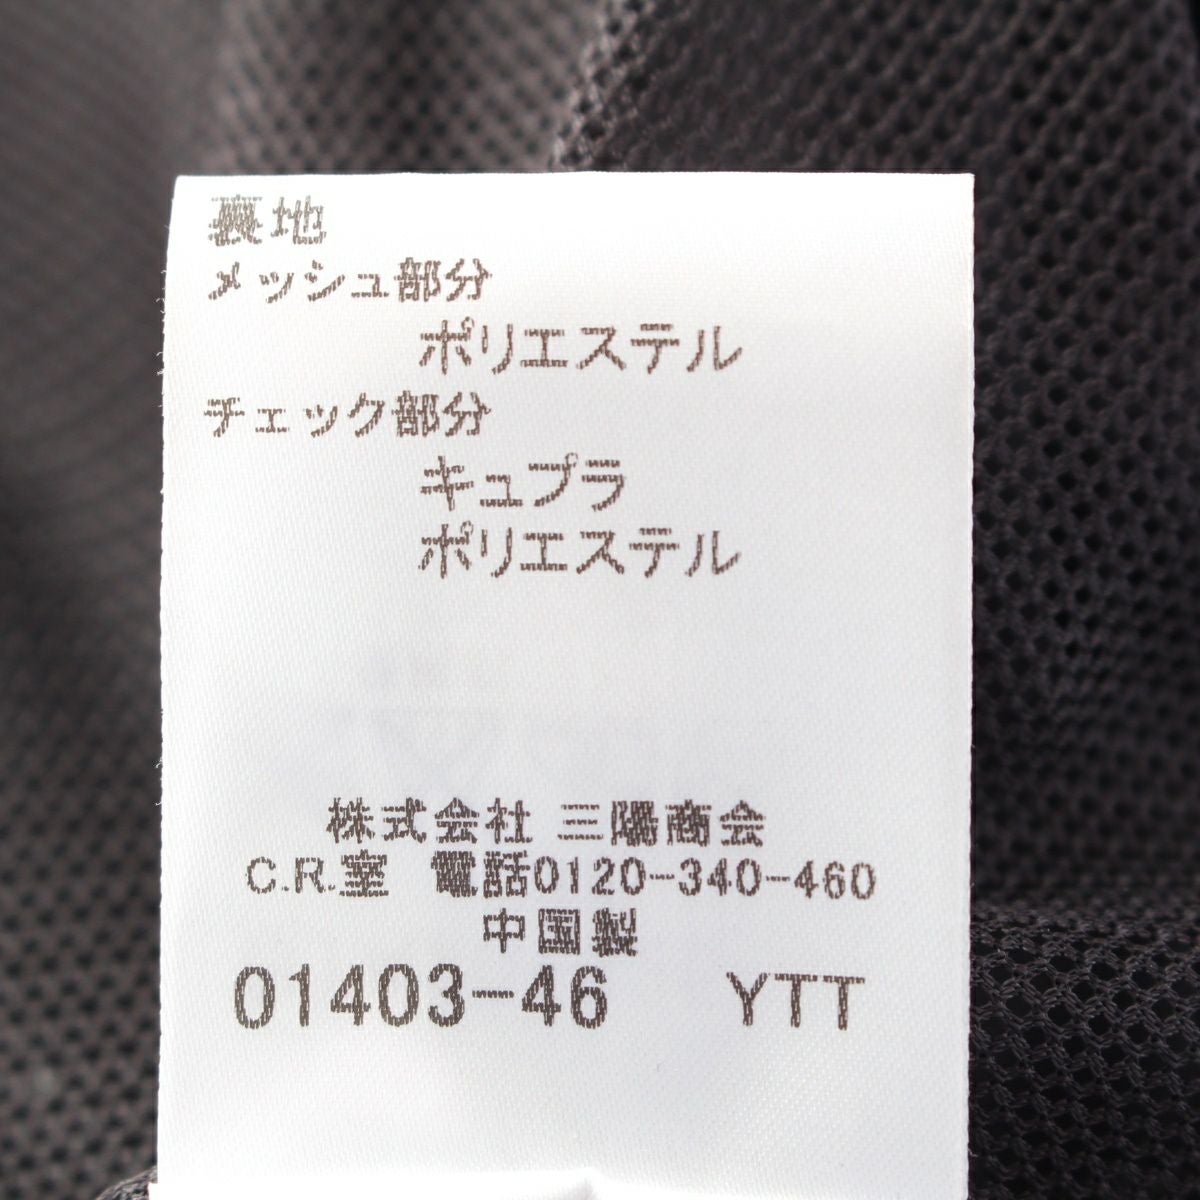 裏地
メッシュ部分
ポリエステル
チェック部分
キュプラ
ポリエステル
株式会社 三陽商会
C.R.室 電話0120-340-460
中国製
01403-46 YTT